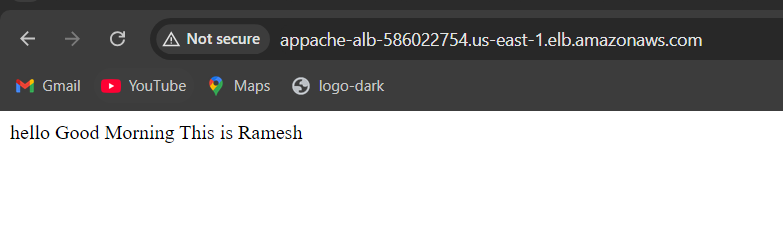 Not secure appache-alb-586022754.us-east-1.elb.amazonaws.com
Gmail YouTube Maps logo-dark
hello Good Morning This is Ramesh